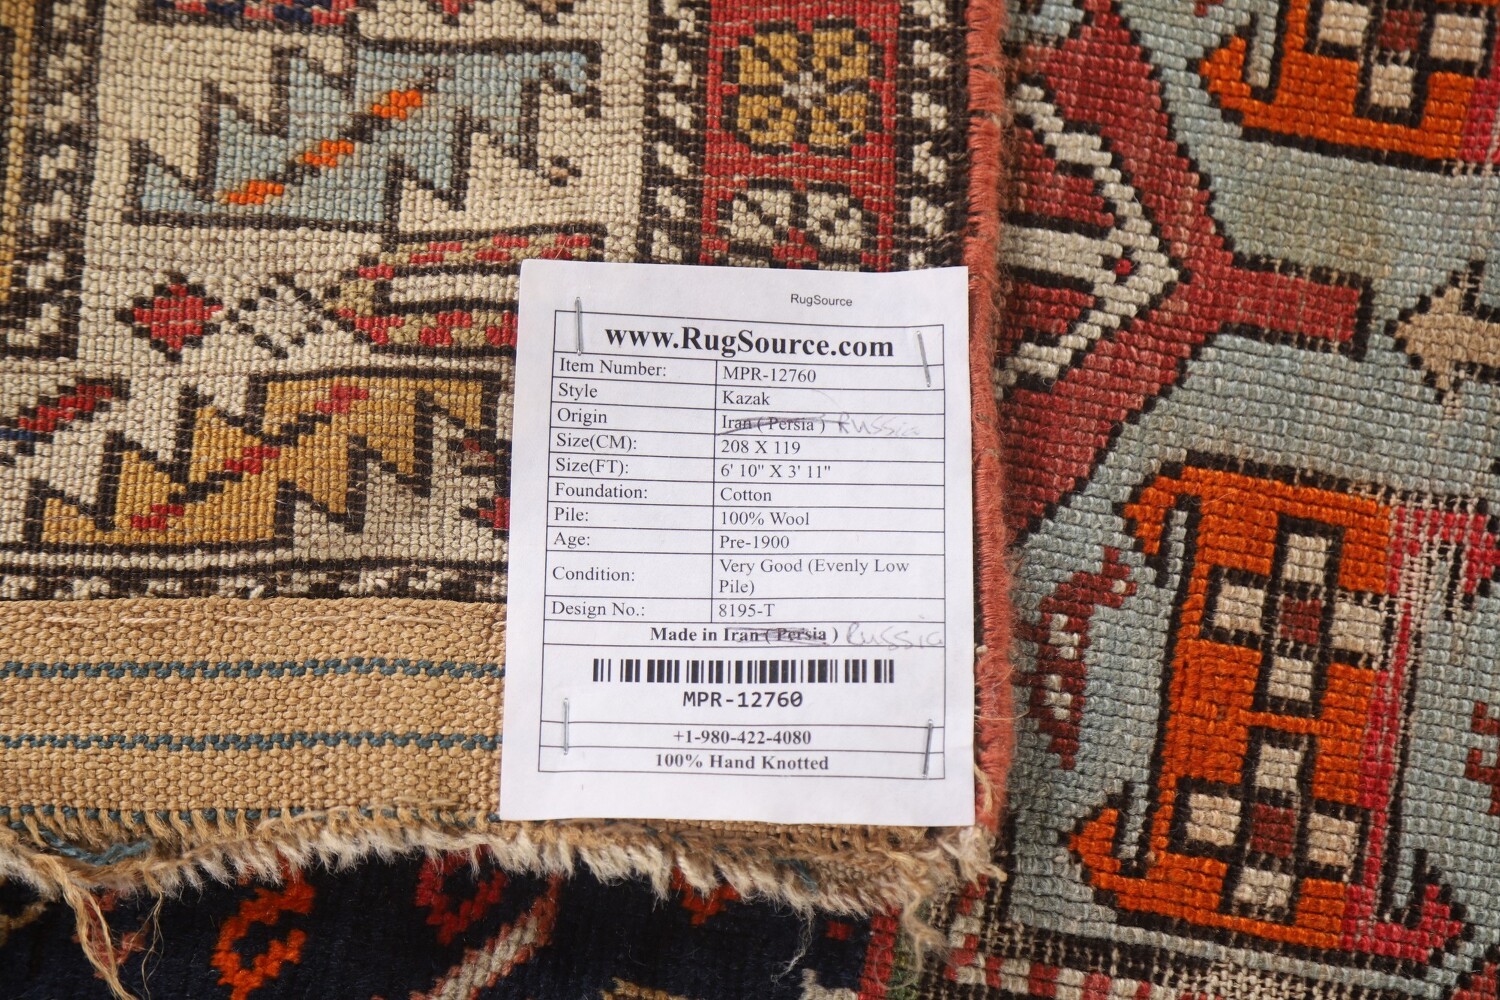 RugSource
www.RugSource.com
Item Number: MPR-12760
Style Kazak
Origin Iran ( Persia ) Russia
Size(CM): 208 X 119
Size(FT): 6' 10" X 3' 11"
Foundation: Cotton
Pile: 100% Wool
Age: Pre-1900
Condition: Very Good (Evenly Low
Pile)
Design No.: 8195-T
Made in Iran ( Persia ) Russia
MPR-12760
+1-980-422-4080
100% Hand Knotted